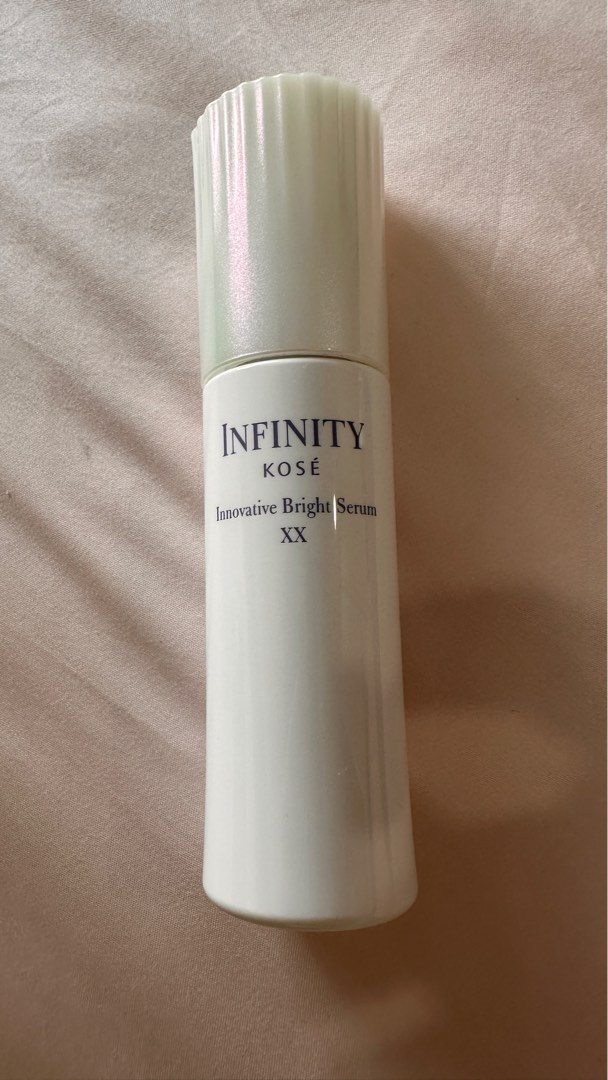 INFINITY
KOSÉ
Innovative Bright Serum
XX